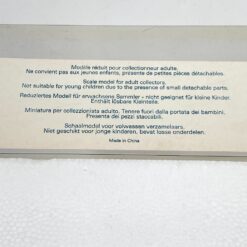 Modèle réduit pour collectionneur adulte.
Ne convient pas aux jeunes enfants, présente de petites pièces détachables.
Scale model for adult collectors.
Not suitable for young children due to the presence of small detachable parts.
Reduziertes Modell für erwachsene Sammler - nicht geeignet für kleine Kinder.
Enthält lösbare Kleinteile.
Miniatura per collezzionista adulto. Tenere fuori della portata dei bambini.
Presenta dei pezzi staccabili.
Schaalmodel voor volwassen verzamelaars.
Niet geschikt voor jonge kinderen, bevat losse onderdelen.
Made in China